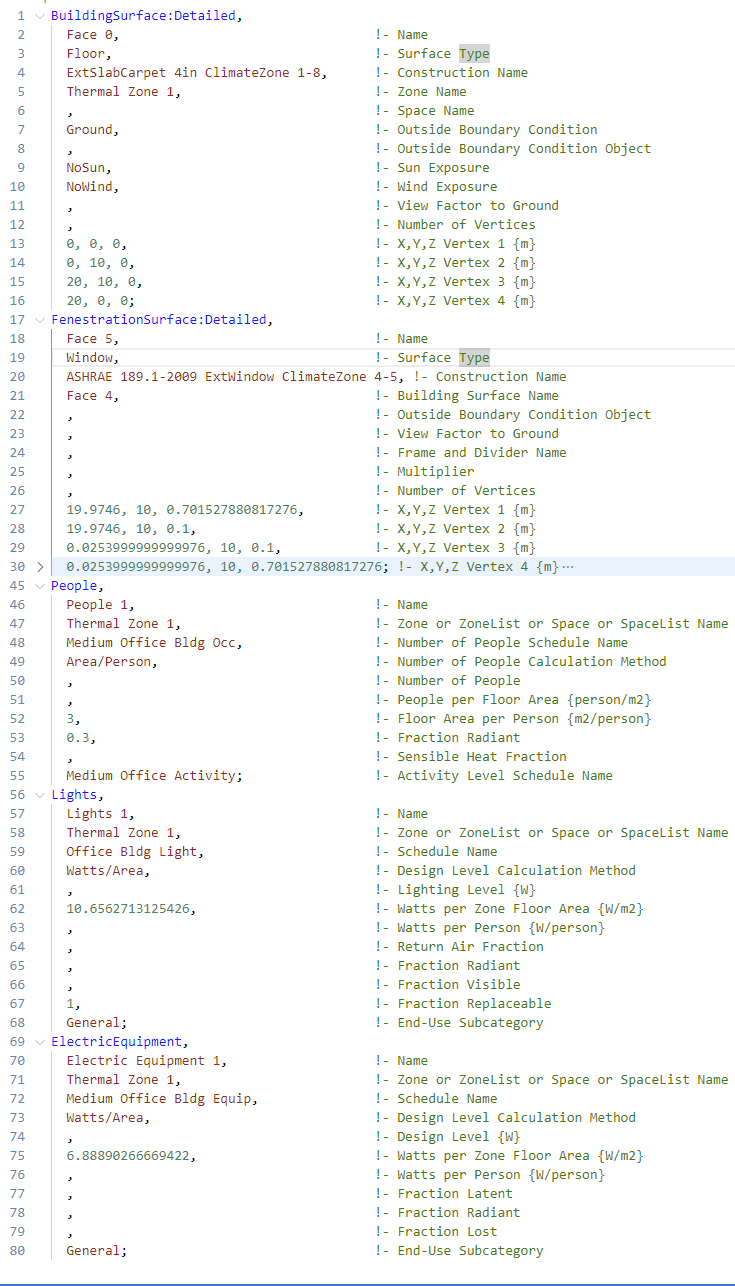 1 BuildingSurface:Detailed,
2 Face 0, !- Name
3 Floor, !- Surface Type
4 ExtSlabCarpet 4in ClimateZone 1-8, !- Construction Name
5 Thermal Zone 1, !- Zone Name
6 , !- Space Name
7 Ground, !- Outside Boundary Condition
8 , !- Outside Boundary Condition Object
9 NoSun, !- Sun Exposure
10 NoWind, !- Wind Exposure
11 , !- View Factor to Ground
12 , !- Number of Vertices
13 0, 0, 0, !- X,Y,Z Vertex 1 {m}
14 0, 10, 0, !- X,Y,Z Vertex 2 {m}
15 20, 10, 0, !- X,Y,Z Vertex 3 {m}
16 20, 0, 0; !- X,Y,Z Vertex 4 {m}
17 FenestrationSurface:Detailed,
18 Face 5, !- Name
19 Window, !- Surface Type
20 ASHRAE 189.1-2009 ExtWindow ClimateZone 4-5, !- Construction Name
21 Face 4, !- Building Surface Name
22 , !- Outside Boundary Condition Object
23 , !- View Factor to Ground
24 , !- Frame and Divider Name
25 , !- Multiplier
26 , !- Number of Vertices
27 19.9746, 10, 0.701527880817276, !- X,Y,Z Vertex 1 {m}
28 19.9746, 10, 0.1, !- X,Y,Z Vertex 2 {m}
29 0.0253999999999976, 10, 0.1, !- X,Y,Z Vertex 3 {m}
30 0.0253999999999976, 10, 0.701527880817276; !- X,Y,Z Vertex 4 {m}⋯
45 People,
46 People 1, !- Name
47 Thermal Zone 1, !- Zone or ZoneList or Space or SpaceList Name
48 Medium Office Bldg Occ, !- Number of People Schedule Name
49 Area/Person, !- Number of People Calculation Method
50 , !- Number of People
51 , !- People per Floor Area {person/m2}
52 3, !- Floor Area per Person {m2/person}
53 0.3, !- Fraction Radiant
54 , !- Sensible Heat Fraction
55 Medium Office Activity; !- Activity Level Schedule Name
56 Lights,
57 Lights 1, !- Name
58 Thermal Zone 1, !- Zone or ZoneList or Space or SpaceList Name
59 Office Bldg Light, !- Schedule Name
60 Watts/Area, !- Design Level Calculation Method
61 , !- Lighting Level {W}
62 10.6562713125426, !- Watts per Zone Floor Area {W/m2}
63 , !- Watts per Person {W/person}
64 , !- Return Air Fraction
65 , !- Fraction Radiant
66 , !- Fraction Visible
67 1, !- Fraction Replaceable
68 General; !- End-Use Subcategory
69 ElectricEquipment,
70 Electric Equipment 1, !- Name
71 Thermal Zone 1, !- Zone or ZoneList or Space or SpaceList Name
72 Medium Office Bldg Equip, !- Schedule Name
73 Watts/Area, !- Design Level Calculation Method
74 , !- Design Level {W}
75 6.88890266669422, !- Watts per Zone Floor Area {W/m2}
76 , !- Watts per Person {W/person}
77 , !- Fraction Latent
78 , !- Fraction Radiant
79 , !- Fraction Lost
80 General; !- End-Use Subcategory